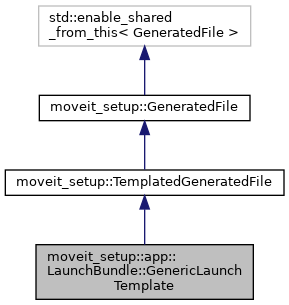 std::enable_shared
_from_this< GeneratedFile >
moveit_setup::GeneratedFile
moveit_setup::TemplatedGeneratedFile
moveit_setup::app::
LaunchBundle::GenericLaunch
Template